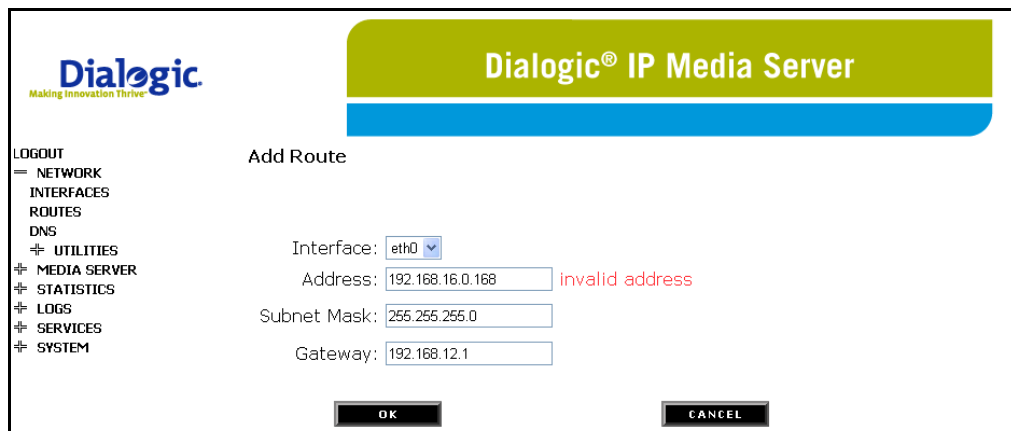 Dialogic.
Making Innovation Thrive™
Dialogic® IP Media Server
LOGOUT
NETWORK
INTERFACES
ROUTES
DNS
UTILITIES
MEDIA SERVER
STATISTICS
LOGS
SERVICES
SYSTEM
Add Route
Interface: eth0
Address: 192.168.16.0.168 invalid address
Subnet Mask: 255.255.255.0
Gateway: 192.168.12.1
OK CANCEL